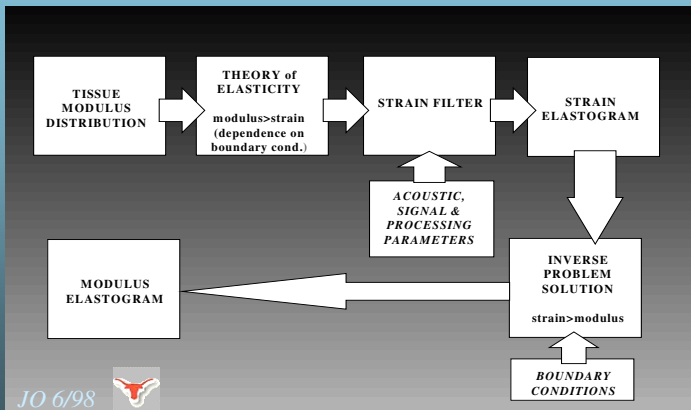 TISSUE
MODULUS
DISTRIBUTION
THEORY of
ELASTICITY
modulus>strain
(dependence on
boundary cond.)
STRAIN FILTER
STRAIN
ELASTOGRAM
ACOUSTIC,
SIGNAL &
PROCESSING
PARAMETERS
MODULUS
ELASTOGRAM
INVERSE
PROBLEM
SOLUTION
strain>modulus
BOUNDARY
CONDITIONS
JO 6/98